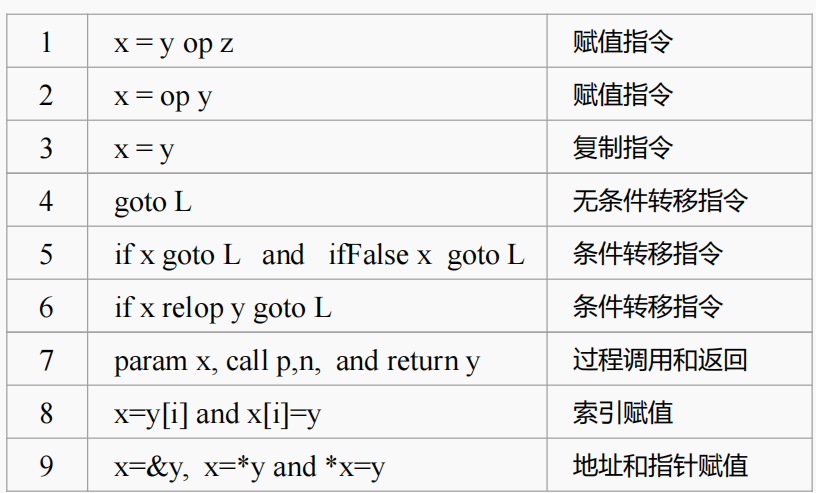 1 x = y op z 赋值指令
2 x = op y 赋值指令
3 x = y 复制指令
4 goto L 无条件转移指令
5 if x goto L and ifFalse x goto L 条件转移指令
6 if x relop y goto L 条件转移指令
7 param x, call p,n, and return y 过程调用和返回
8 x=y[i] and x[i]=y 索引赋值
9 x=&y, x=*y and *x=y 地址和指针赋值